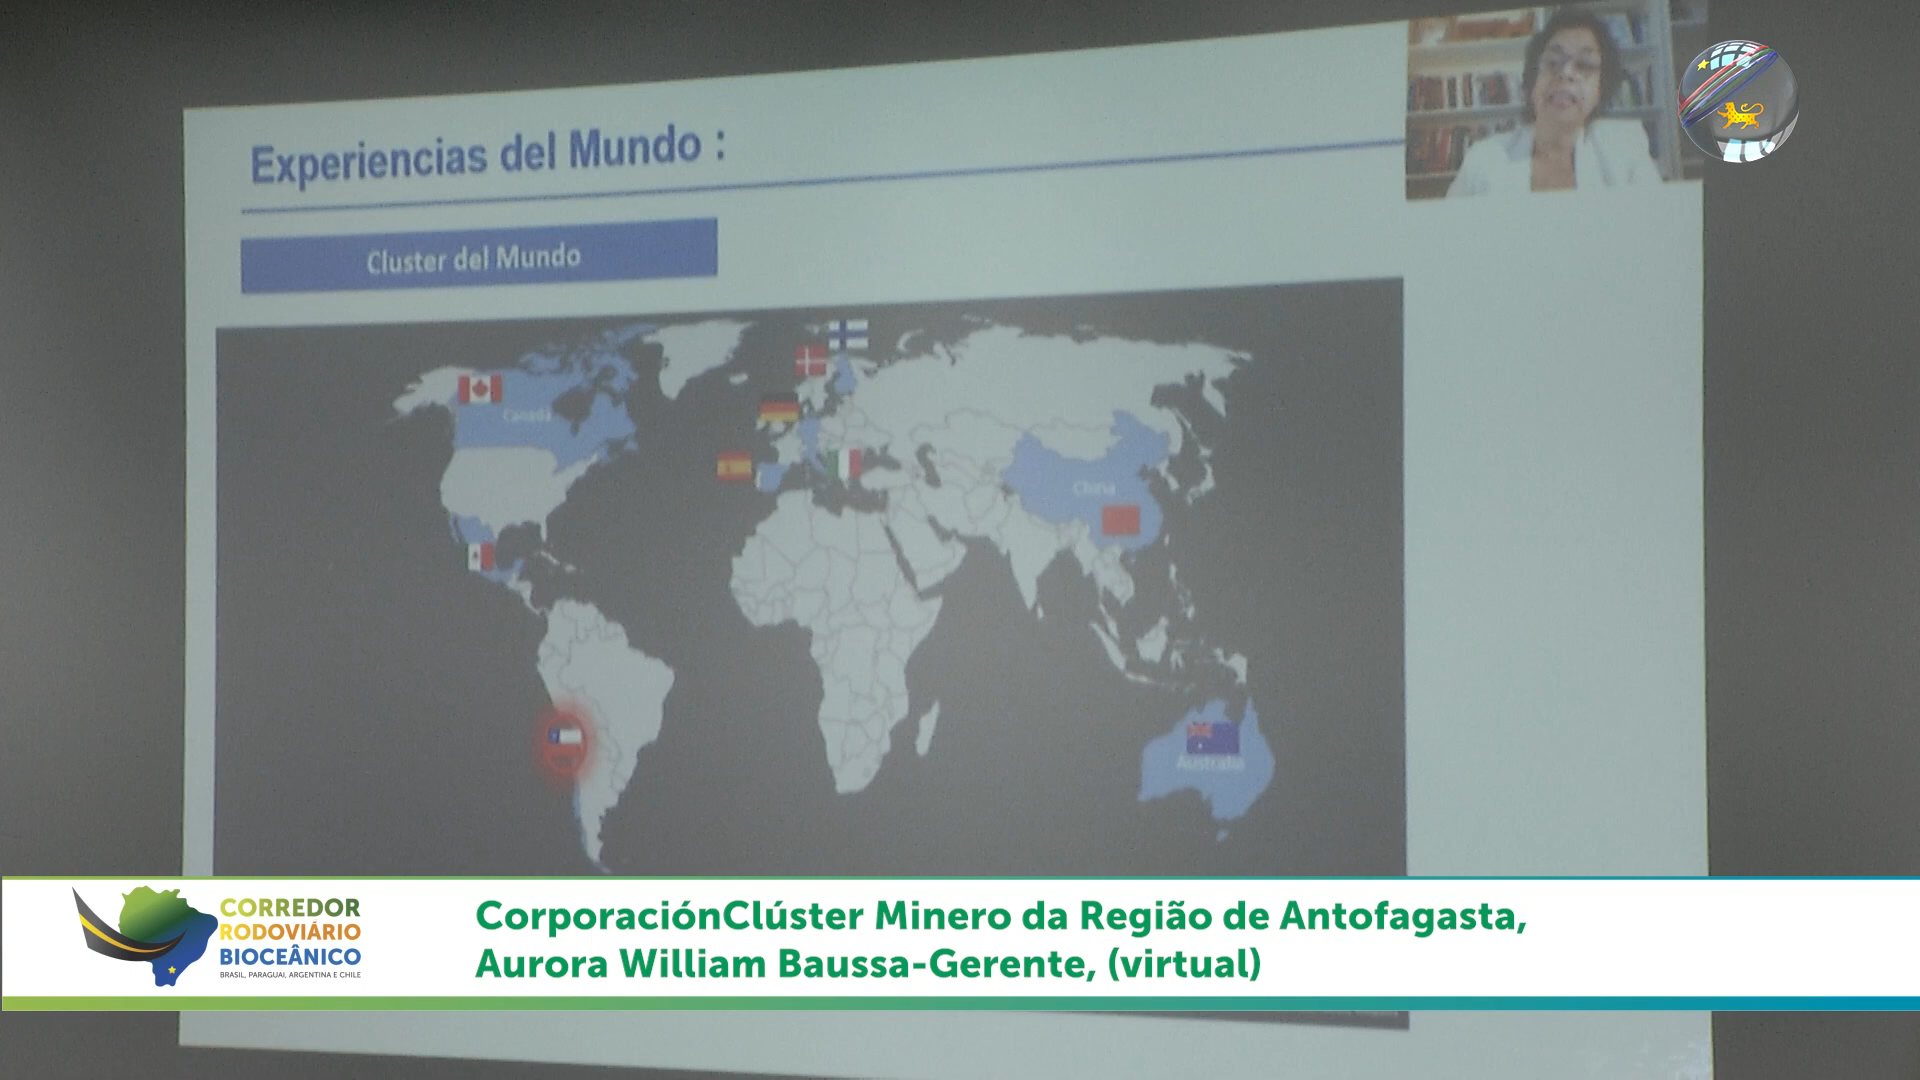 Experiencias del Mundo :
Cluster del Mundo
Canadá
China
Australia
CORREDOR
RODOVIÁRIO
BIOCEÂNICO
BRASIL, PARAGUAI, ARGENTINA E CHILE
CorporaciónClúster Minero da Região de Antofagasta,
Aurora William Baussa-Gerente, (virtual)